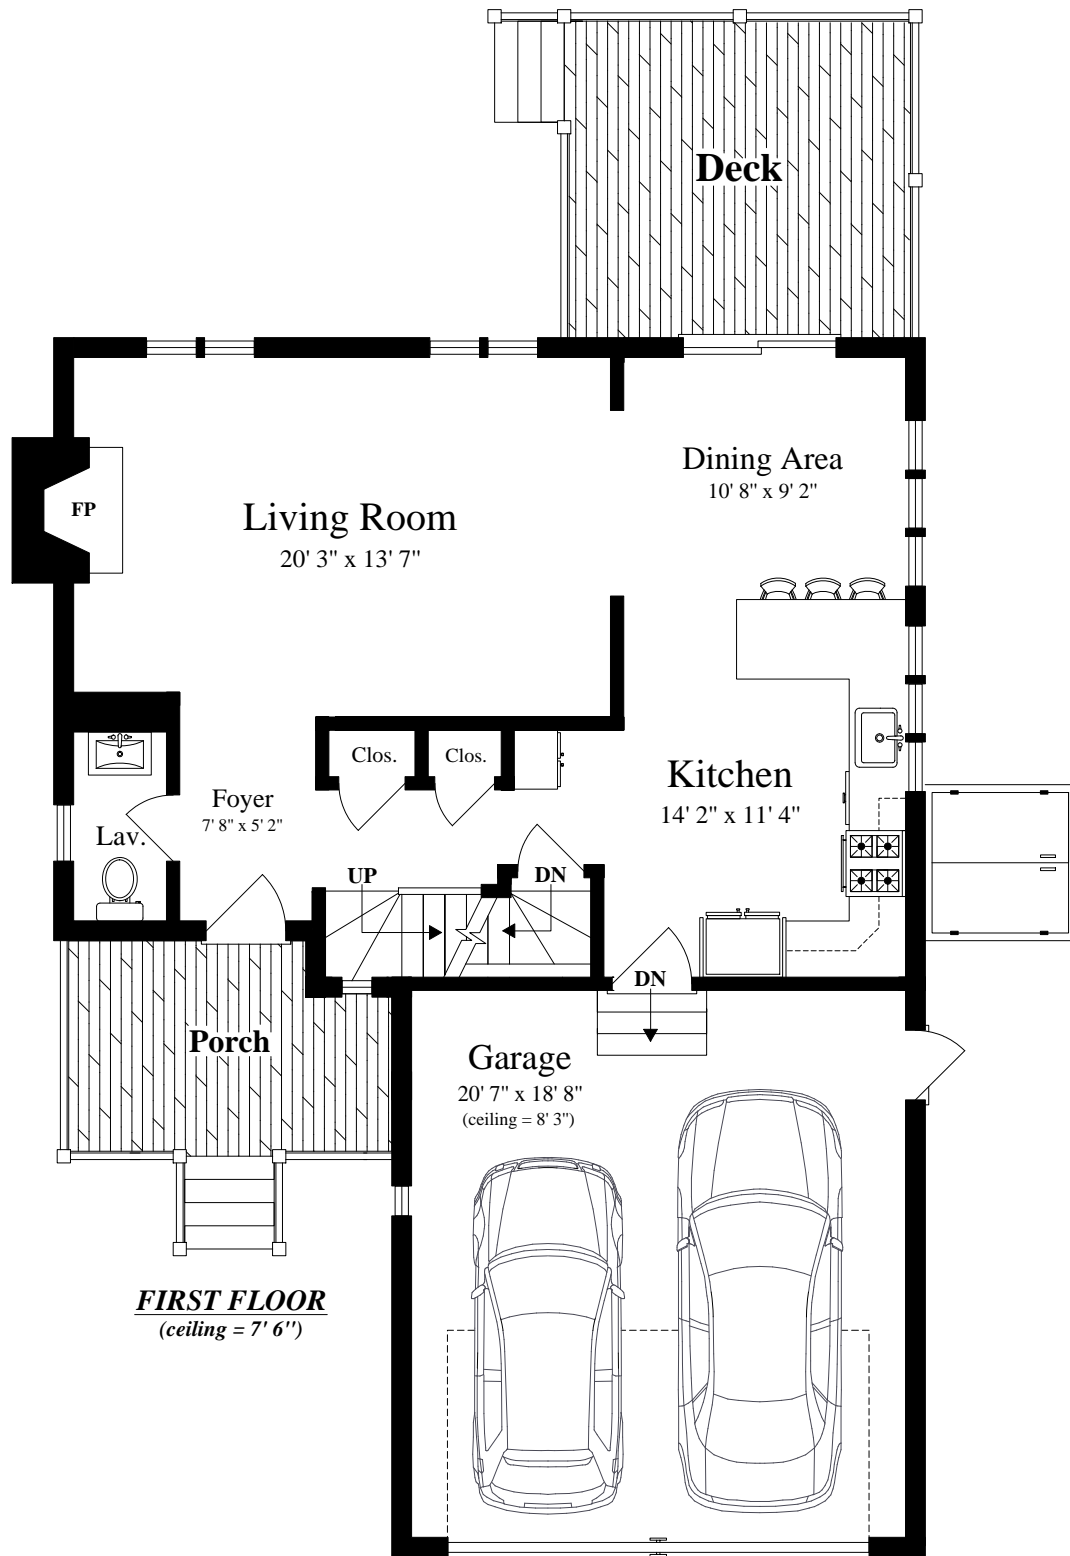 Deck
Dining Area
10' 8" x 9' 2"
FP
Living Room
20' 3" x 13' 7"
Clos.
Clos.
Kitchen
14' 2" x 11' 4"
Foyer
7' 8" x 5' 2"
Lav.
UP
DN
DN
Porch
Garage
20' 7" x 18' 8"
(ceiling = 8' 3")
FIRST FLOOR
(ceiling = 7' 6")